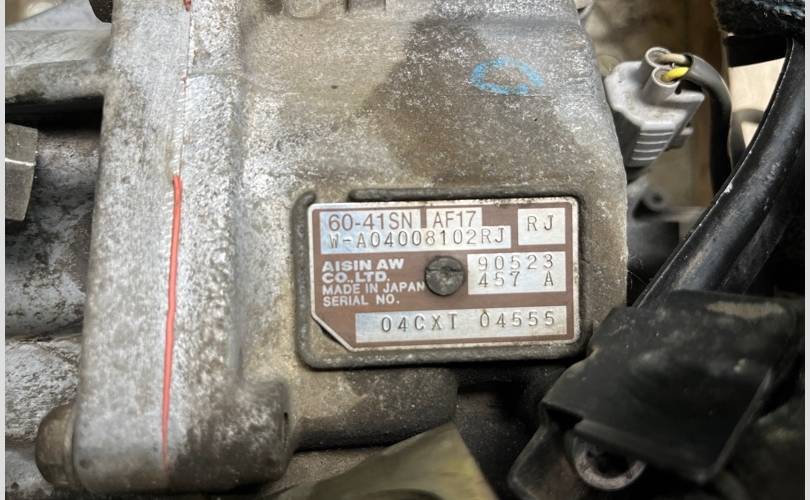 60-41SN AF17 RJ
W-A04008102RJ
AISIN AW
CO.,LTD.
MADE IN JAPAN
SERIAL NO.
90523
457 A
04CXT 04555